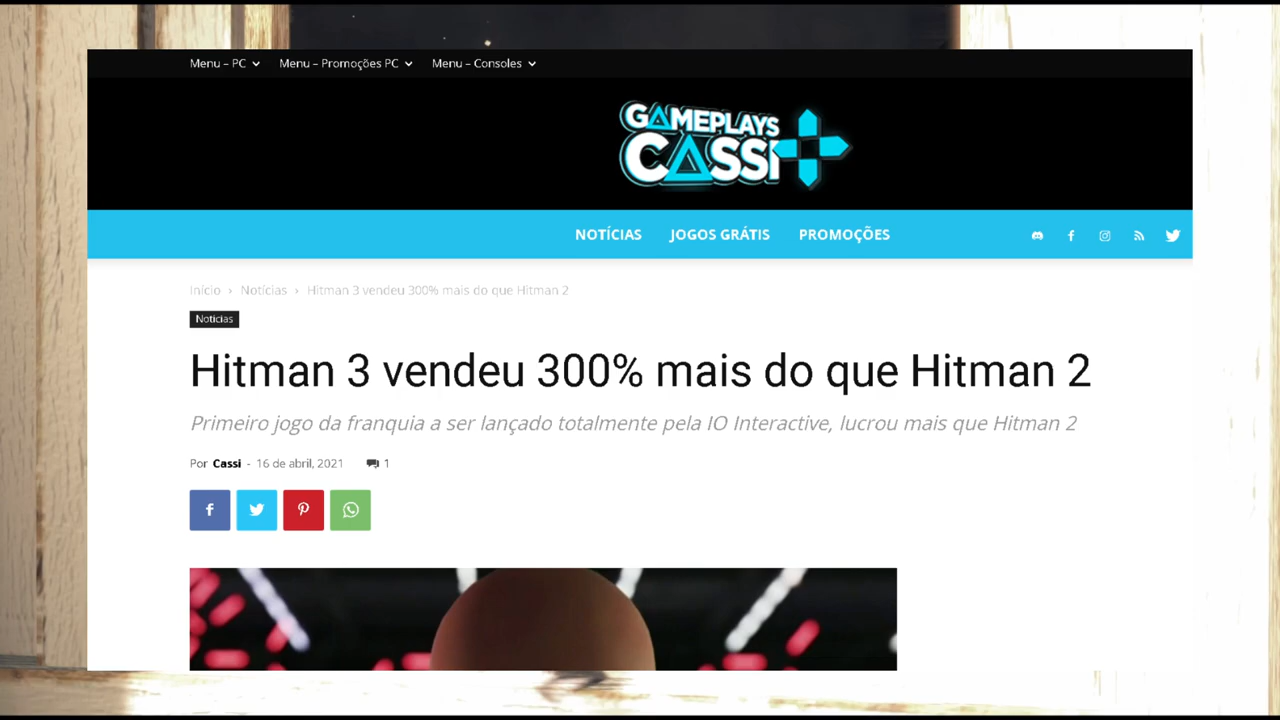 Menu – PC Menu – Promoções PC Menu – Consoles
GAMEPLAYS
CASSI
NOTÍCIAS JOGOS GRÁTIS PROMOÇÕES
Início › Notícias › Hitman 3 vendeu 300% mais do que Hitman 2
Notícias
Hitman 3 vendeu 300% mais do que Hitman 2
Primeiro jogo da franquia a ser lançado totalmente pela IO Interactive, lucrou mais que Hitman 2
Por Cassi - 16 de abril, 2021 1